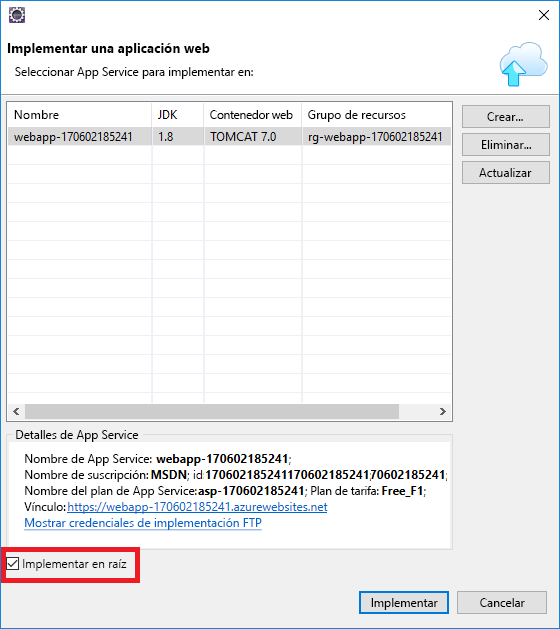 Implementar una aplicación web
Seleccionar App Service para implementar en:
Nombre JDK Contenedor web Grupo de recursos
webapp-170602185241 1.8 TOMCAT 7.0 rg-webapp-170602185241
Crear...
Eliminar...
Actualizar
Detalles de App Service
Nombre de App Service: webapp-170602185241;
Nombre de suscripción: MSDN; id:170602185241170602185241;70602185241;
Nombre del plan de App Service:asp-170602185241; Plan de tarifa: Free_F1;
Vínculo:https://webapp-170602185241.azurewebsites.net
Mostrar credenciales de implementación FTP
Implementar en raíz
Implementar Cancelar